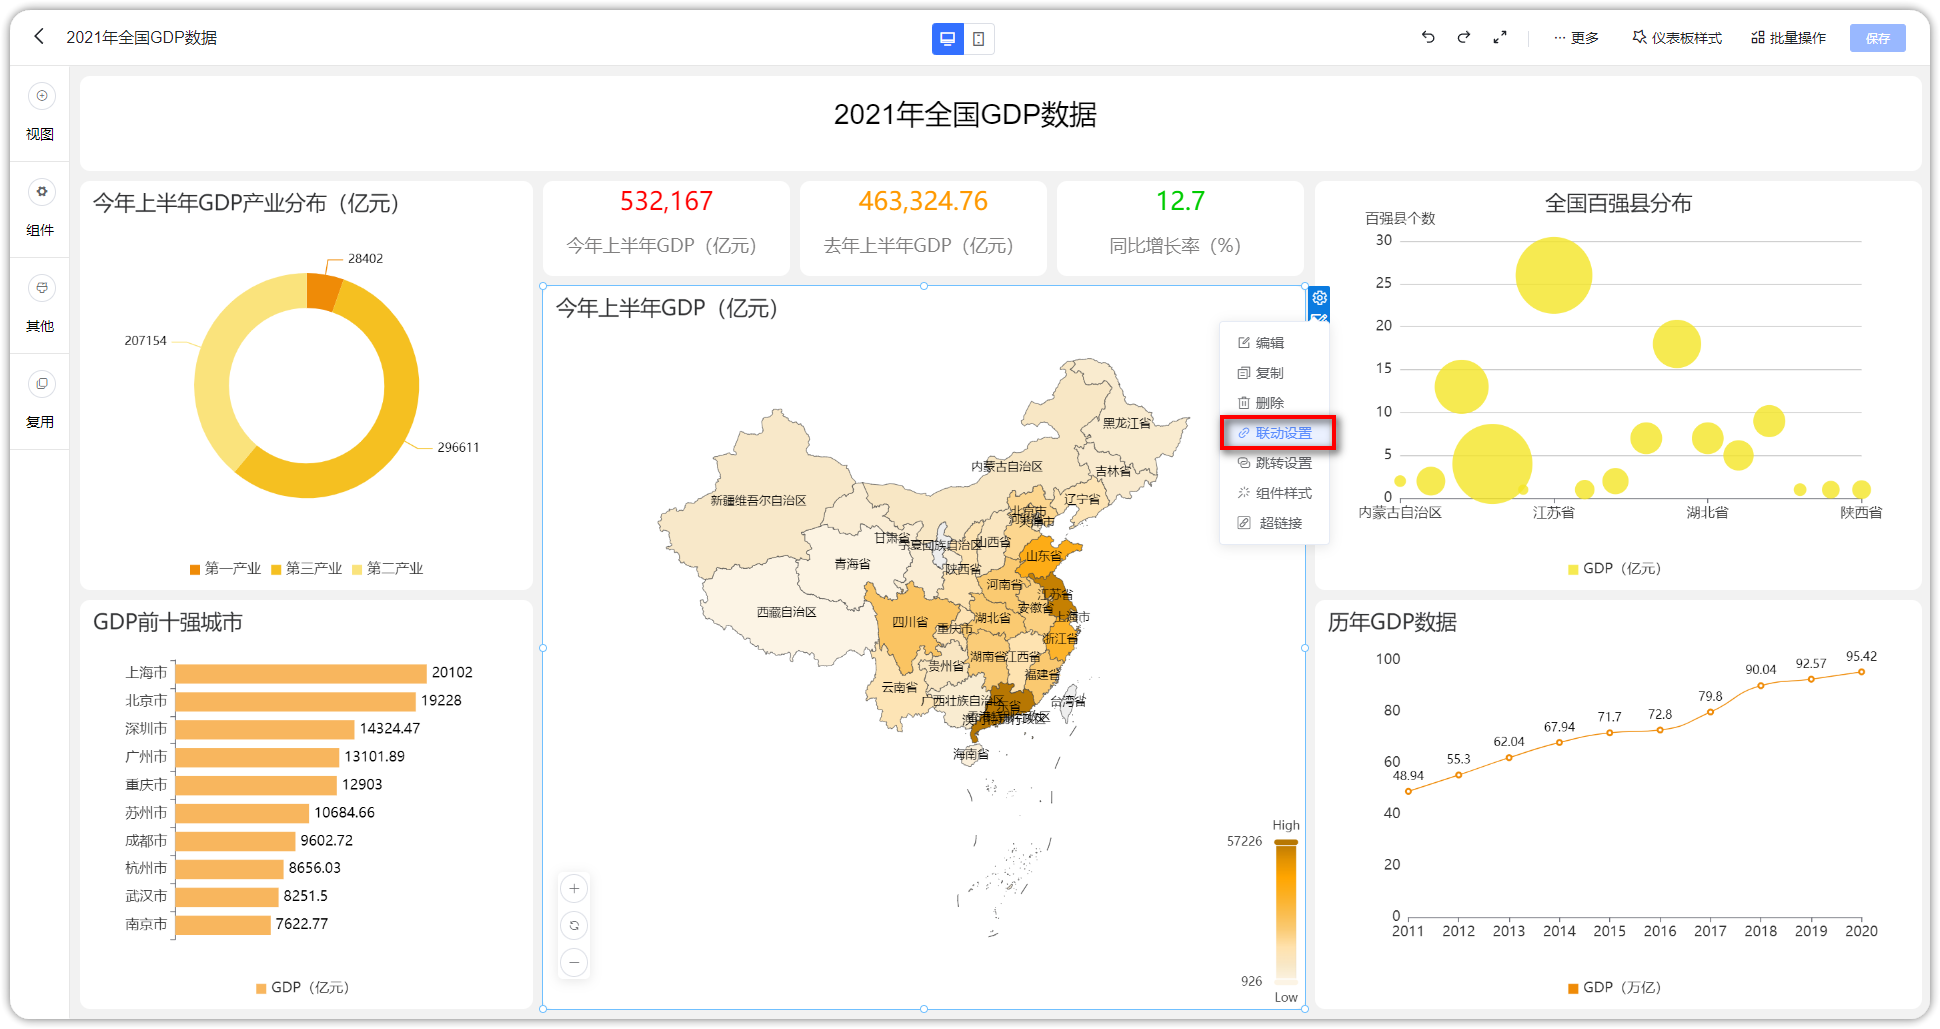 2021年全国GDP数据
··· 更多
仪表板样式
批量操作
保存
视图
组件
其他
复用
2021年全国GDP数据
今年上半年GDP产业分布（亿元）
28402
207154
296611
第一产业 第三产业 第二产业
532,167
今年上半年GDP（亿元）
463,324.76
去年上半年GDP（亿元）
12.7
同比增长率（%）
全国百强县分布
百强县个数
30
25
20
15
10
5
0
内蒙古自治区 江苏省 湖北省 陕西省
GDP（亿元）
今年上半年GDP（亿元）
编辑
复制
删除
联动设置
跳转设置
组件样式
超链接
黑龙江省
内蒙古自治区
吉林省
新疆维吾尔自治区
辽宁省
北京市
河北省
天津市
甘肃省
宁夏回族自治区
山西省
山东省
青海省
陕西省
河南省
江苏省
安徽省
西藏自治区
上海市
湖北省
四川省
重庆市
浙江省
湖南省
江西省
贵州省
福建省
云南省
广西壮族自治区
东省
台湾省
海南省
High
57226
926
Low
GDP前十强城市
上海市 20102
北京市 19228
深圳市 14324.47
广州市 13101.89
重庆市 12903
苏州市 10684.66
成都市 9602.72
杭州市 8656.03
武汉市 8251.5
南京市 7622.77
GDP（亿元）
历年GDP数据
100
80
60
40
20
0
48.94
55.3
62.04
67.94
71.7
72.8
79.8
90.04
92.57
95.42
2011 2012 2013 2014 2015 2016 2017 2018 2019 2020
GDP（万亿）